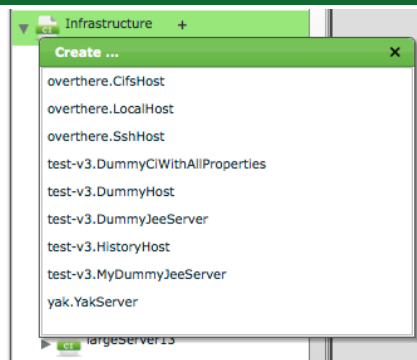 Infrastructure +
Create ...
overthere.CifsHost
overthere.LocalHost
overthere.SshHost
test-v3.DummyCiWithAllProperties
test-v3.DummyHost
test-v3.DummyJeeServer
test-v3.HistoryHost
test-v3.MyDummyJeeServer
yak.YakServer
largeServer13